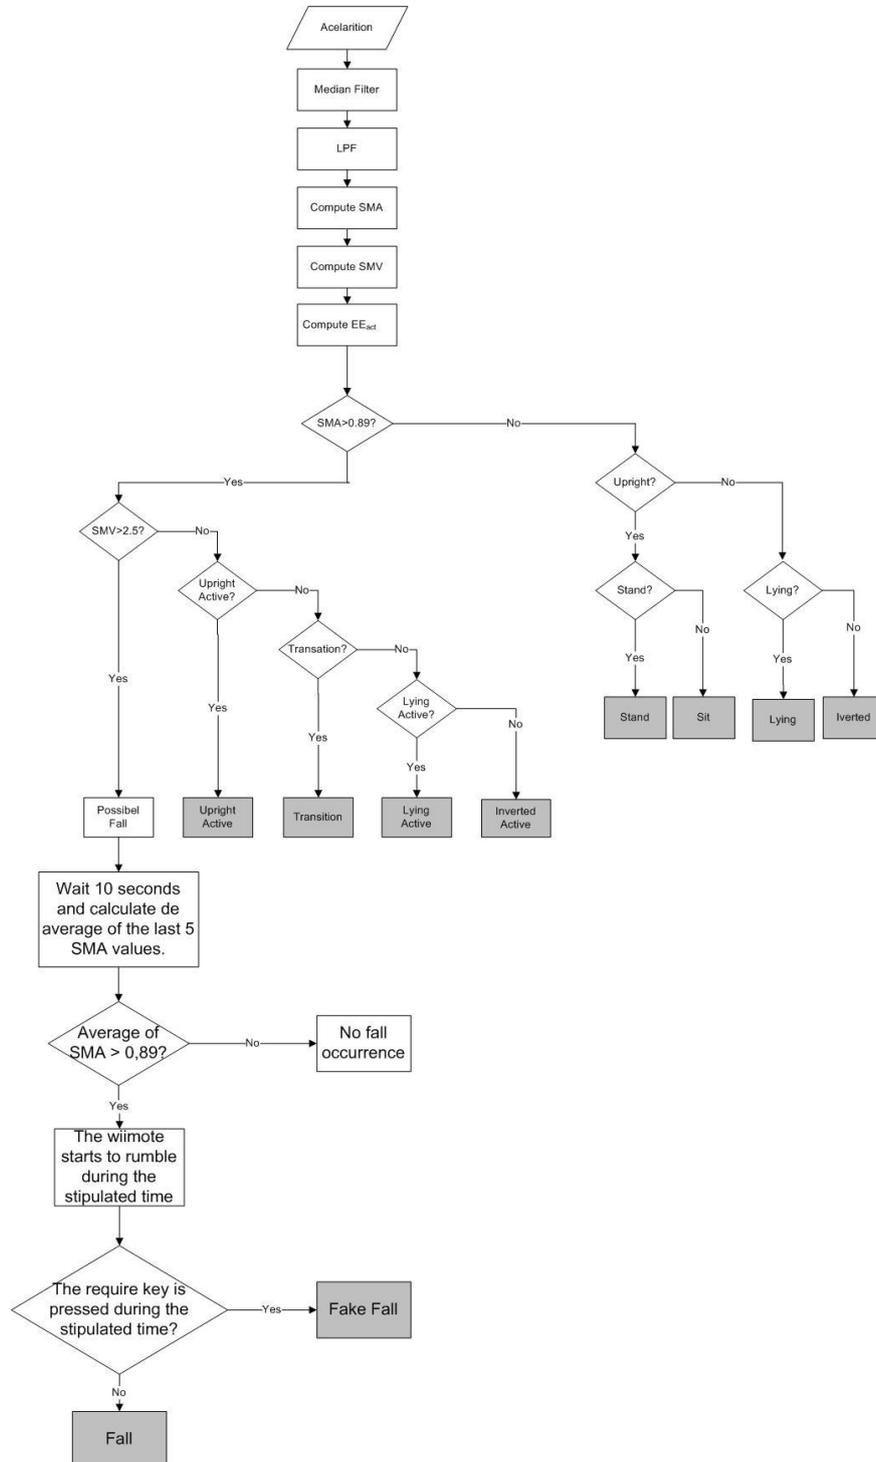 Acelarition
Median Filter
LPF
Compute SMA
Compute SMV
Compute EEact
SMA>0.89?
No
Yes
Upright?
No
SMV>2.5?
No
Yes
Upright
Active?
No
Stand?
Lying?
Transation?
No
No
No
Yes
Yes
Yes
Lying
Active?
Yes
No
Yes
Yes
Stand
Sit
Lying
Iverted
Possibel
Fall
Upright
Active
Transition
Lying
Active
Inverted
Active
Wait 10 seconds
and calculate de
average of the last 5
SMA values.
Average of
SMA > 0,89?
No
No fall
occurrence
Yes
The wiimote
starts to rumble
during the
stipulated time
The require key is
pressed during the
stipulated time?
Yes
Fake Fall
No
Fall